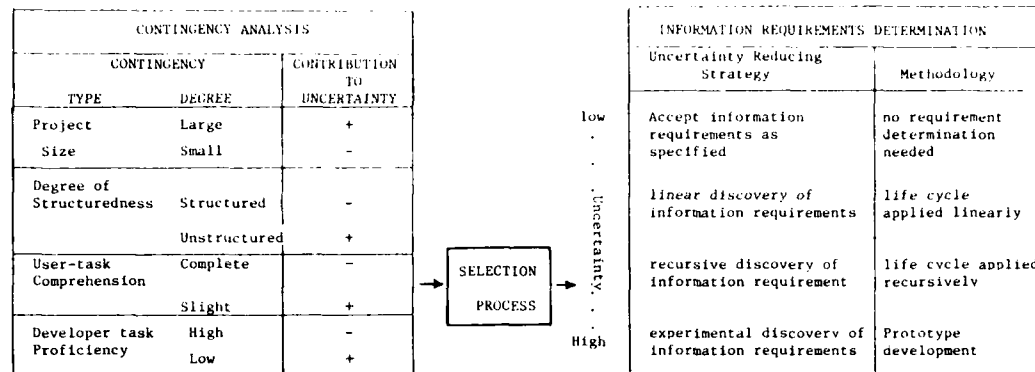 CONTINGENCY ANALYSIS
CONTINGENCY
CONTRIBUTION
TO
UNCERTAINTY
TYPE DEGREE
Project Large +
Size Small -
Degree of
Structuredness Structured -
Unstructured +
User-task Complete -
Comprehension
Slight +
Developer task High -
Proficiency
Low +
SELECTION
PROCESS
low
Uncertainty
High
INFORMATION REQUIREMENTS DETERMINATION
Uncertainty Reducing
Strategy Methodology
Accept information no requirement
requirements as determination
specified needed
linear discovery of life cycle
information requirements applied linearly
recursive discovery of life cycle applied
information requirement recursively
experimental discovery of Prototype
information requirements development